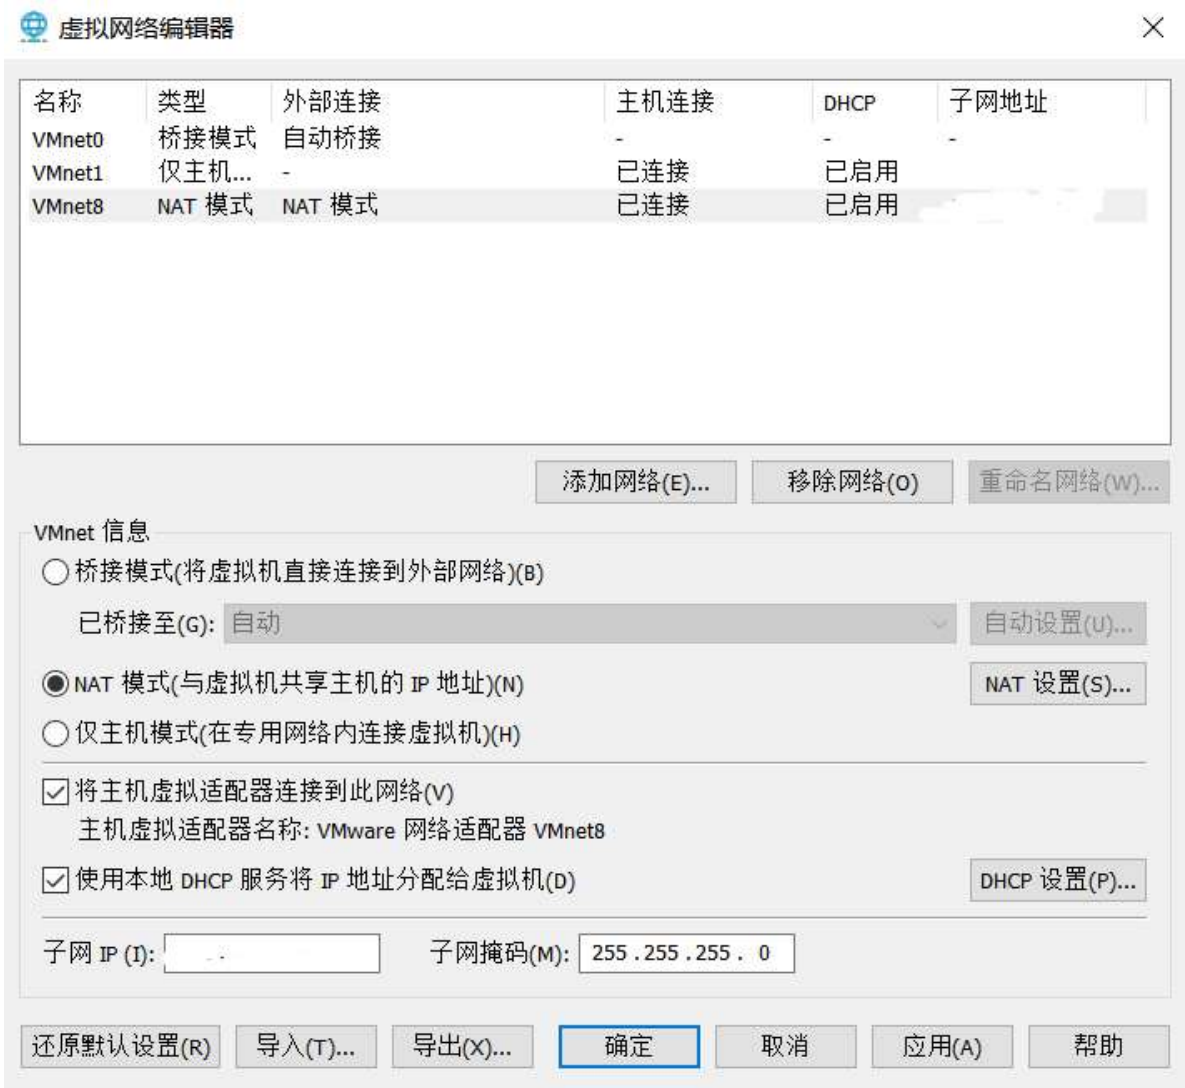 虚拟网络编辑器
名称 类型 外部连接 主机连接 DHCP 子网地址
VMnet0 桥接模式 自动桥接 - - -
VMnet1 仅主机... - 已连接 已启用
VMnet8 NAT 模式 NAT 模式 已连接 已启用
添加网络(E)... 移除网络(O) 重命名网络(W)...
VMnet 信息
桥接模式(将虚拟机直接连接到外部网络)(B)
已桥接至(G): 自动 自动设置(U)...
NAT 模式(与虚拟机共享主机的 IP 地址)(N) NAT 设置(S)...
仅主机模式(在专用网络内连接虚拟机)(H)
将主机虚拟适配器连接到此网络(V)
主机虚拟适配器名称: VMware 网络适配器 VMnet8
使用本地 DHCP 服务将 IP 地址分配给虚拟机(D) DHCP 设置(P)...
子网 IP (I): 子网掩码(M): 255 . 255 . 255 . 0
还原默认设置(R) 导入(T)... 导出(X)... 确定 取消 应用(A) 帮助